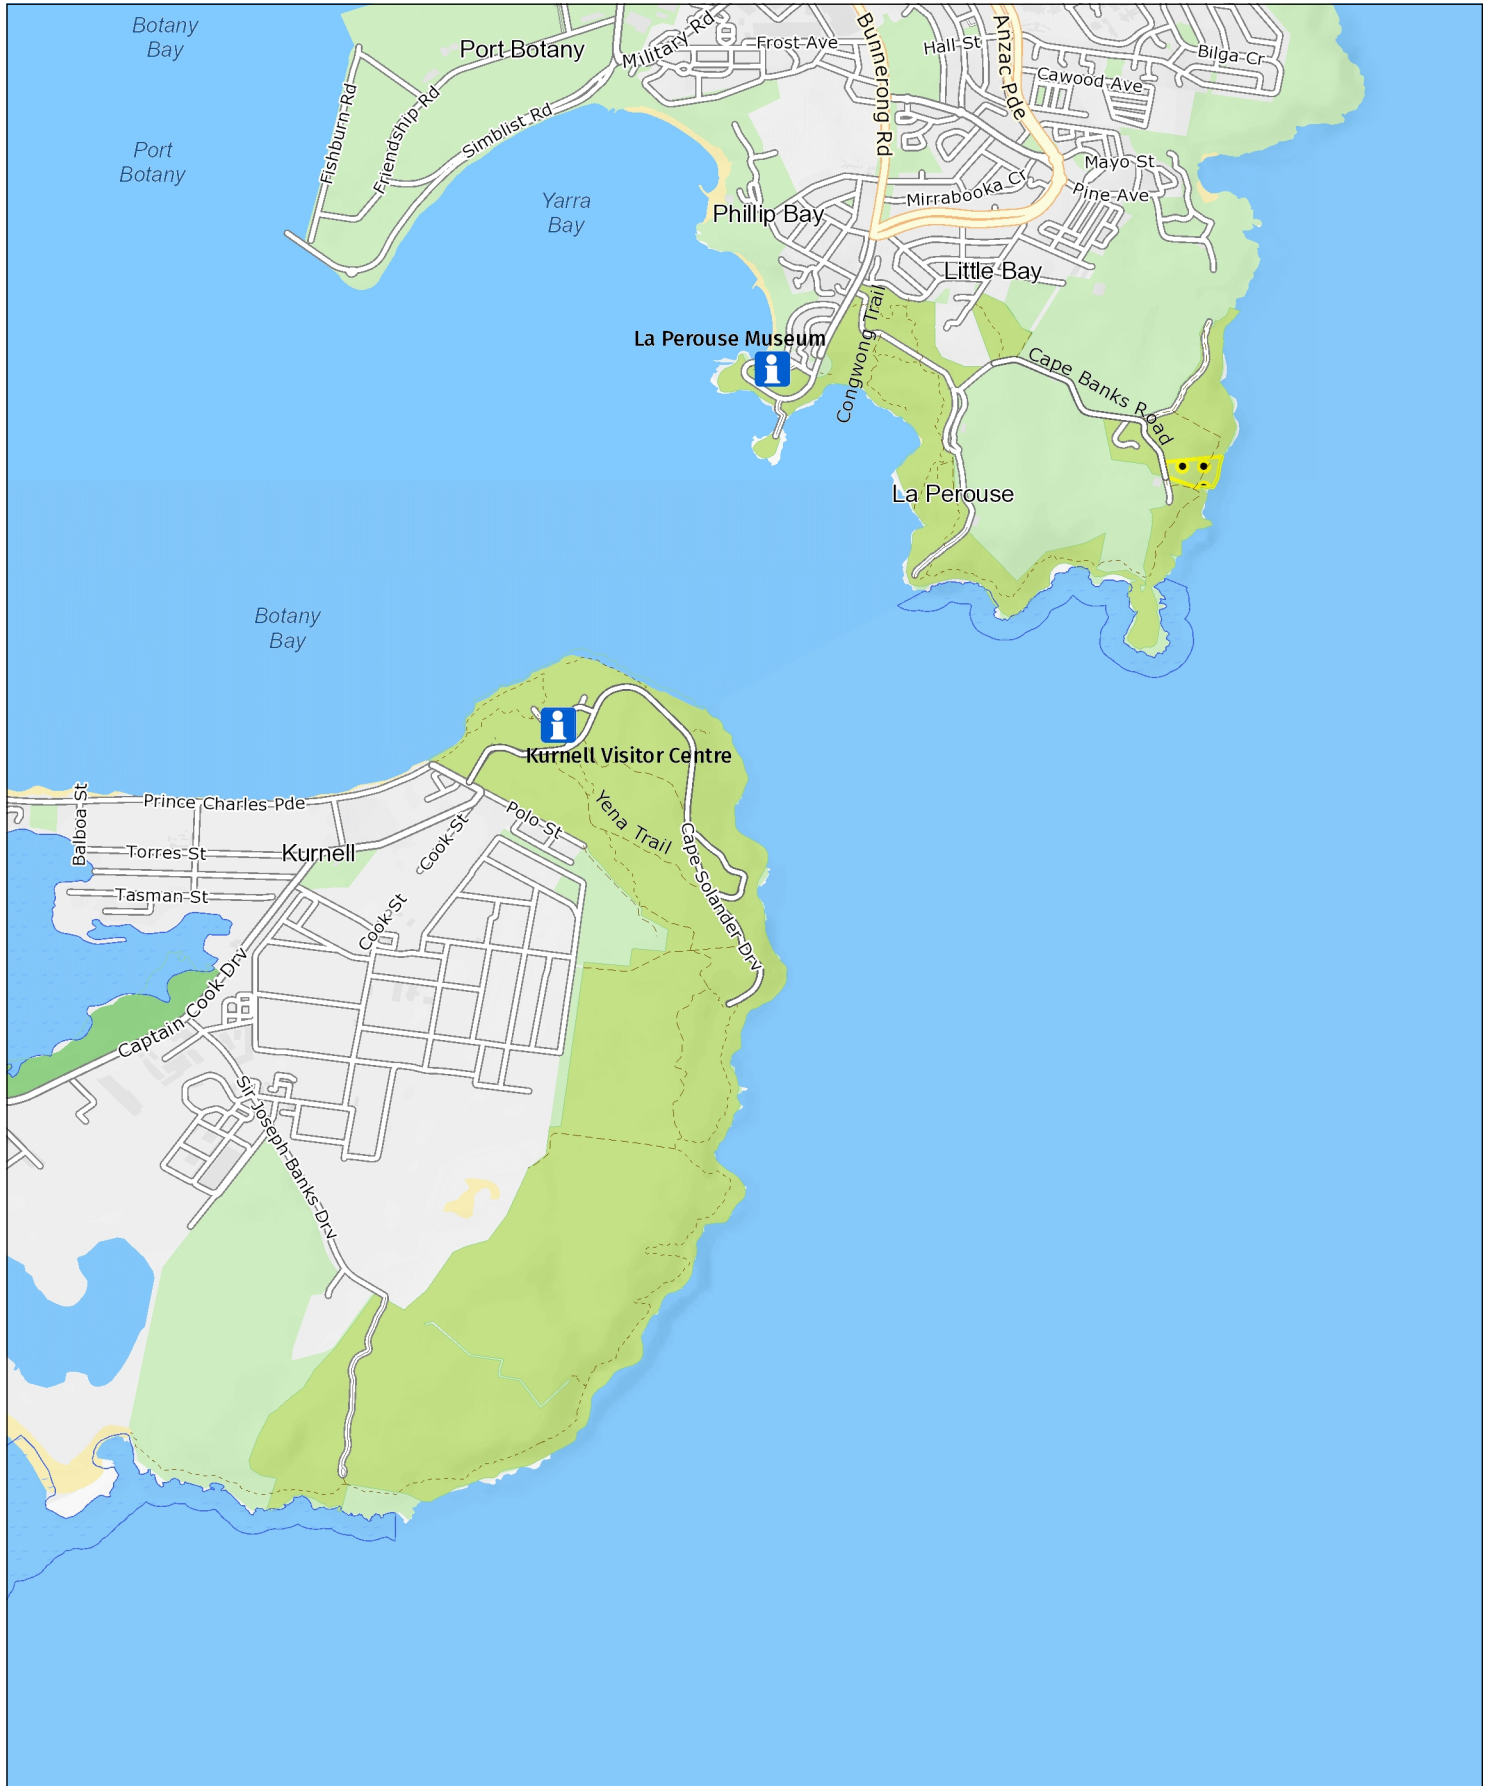 Botany
Bay
Port Botany
Military Rd
Frost Ave
Bunnerong Rd
Hall St
Anzac Pde
Bilga Cr
Cawood Ave
Fishburn Rd
Friendship Rd
Simblist Rd
Port
Botany
Mayo St
Yarra
Bay
Phillip Bay
Mirrabooka Cr
Pine Ave
Little Bay
La Perouse Museum
Congwong Trail
Cape Banks Road
La Perouse
Botany
Bay
Kurnell Visitor Centre
Balboa St
Prince Charles Pde
Polo St
Yena Trail
Cape Solander Drv
Torres St
Kurnell
Cook St
Tasman St
Cook St
Captain Cook Drv
Sir Joseph Banks Drv